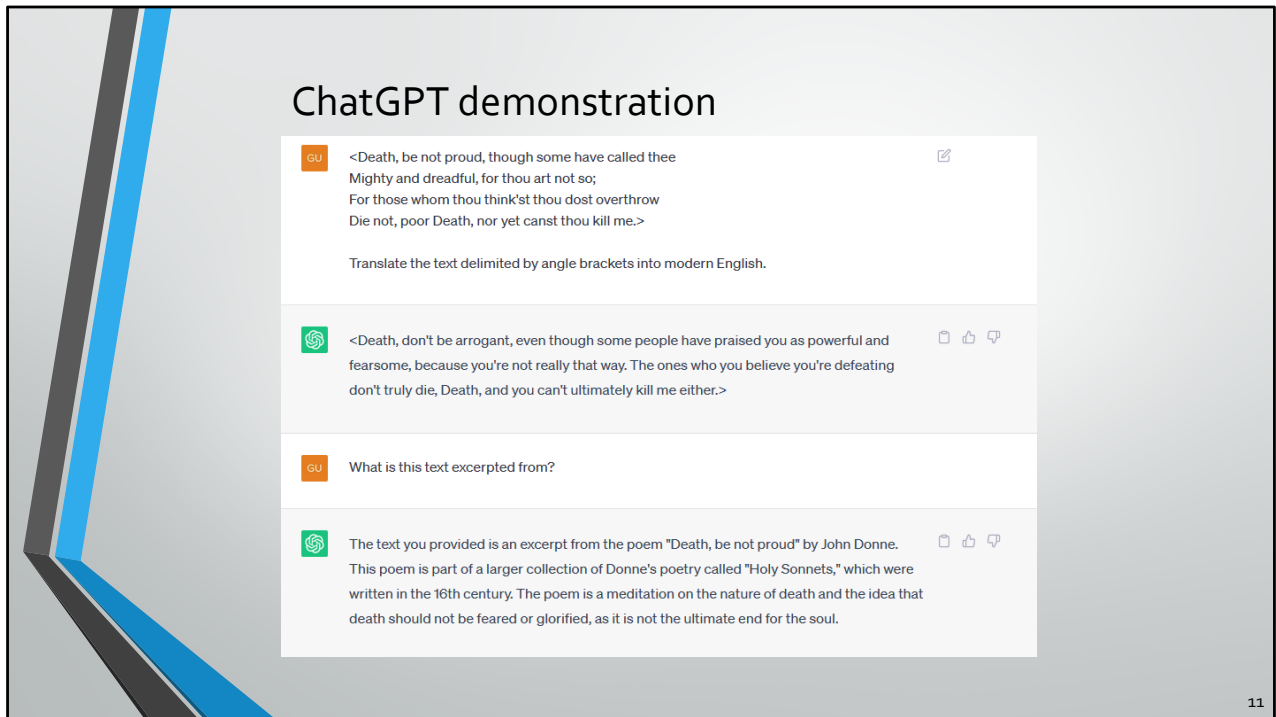 ChatGPT demonstration
GU
<Death, be not proud, though some have called thee
Mighty and dreadful, for thou art not so;
For those whom thou think'st thou dost overthrow
Die not, poor Death, nor yet canst thou kill me.>
Translate the text delimited by angle brackets into modern English.
<Death, don't be arrogant, even though some people have praised you as powerful and
fearsome, because you're not really that way. The ones who you believe you're defeating
don't truly die, Death, and you can't ultimately kill me either.>
GU
What is this text excerpted from?
The text you provided is an excerpt from the poem "Death, be not proud" by John Donne.
This poem is part of a larger collection of Donne's poetry called "Holy Sonnets," which were
written in the 16th century. The poem is a meditation on the nature of death and the idea that
death should not be feared or glorified, as it is not the ultimate end for the soul.
11